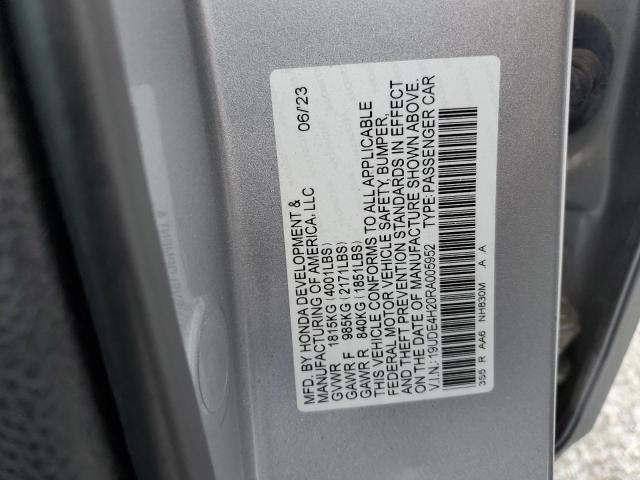 MFD. BY HONDA DEVELOPMENT & 06/'23
MANUFACTURING OF AMERICA, LLC
GVWR 1815KG (4001LBS)
GAWR F 985KG (2171LBS)
GAWR R 840KG (1851LBS)
THIS VEHICLE CONFORMS TO ALL APPLICABLE
FEDERAL MOTOR VEHICLE SAFETY, BUMPER,
AND THEFT PREVENTION STANDARDS IN EFFECT
ON THE DATE OF MANUFACTURE SHOWN ABOVE.
V.I.N.: 19UDE4H20RA005952 TYPE:PASSENGER CAR
3S5 R AA6 NH830M A A